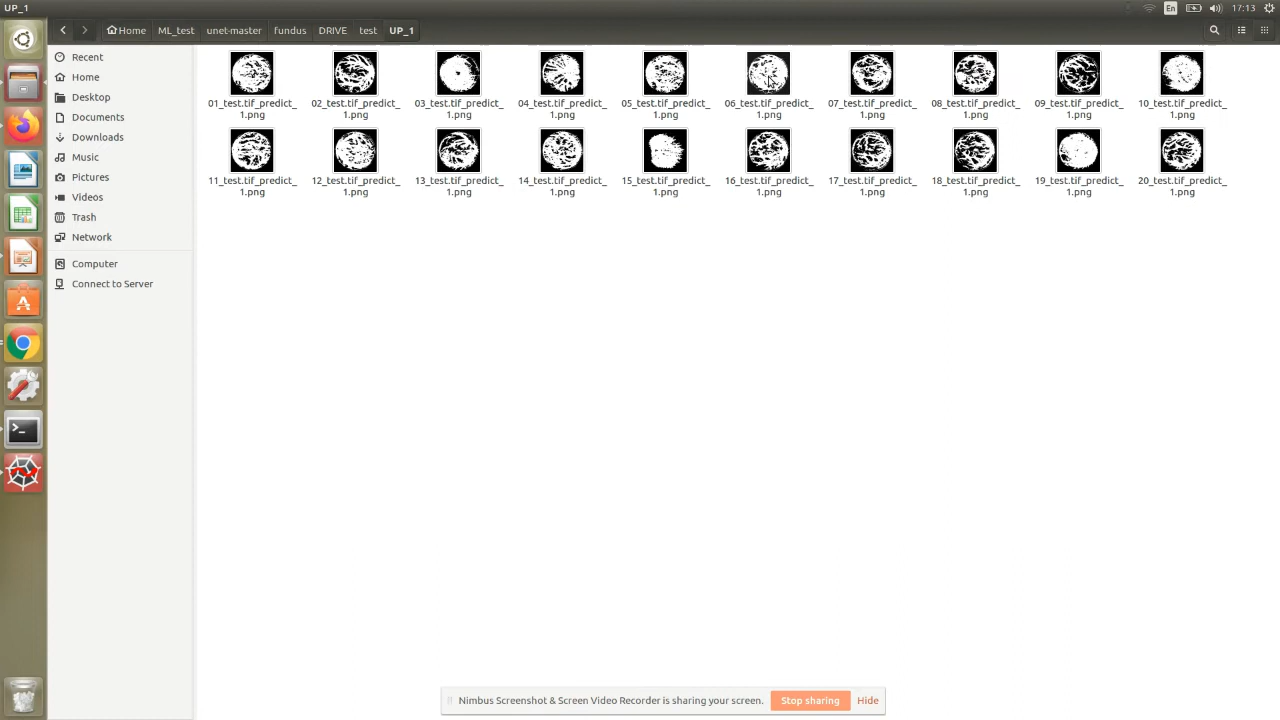 UP_1
En
17:13
Home
ML_test
unet-master
fundus
DRIVE
test
UP_1
Recent
Home
Desktop
Documents
Downloads
Music
Pictures
Videos
Trash
Network
Computer
Connect to Server
01_test.tif_predict_
1.png
02_test.tif_predict_
1.png
03_test.tif_predict_
1.png
04_test.tif_predict_
1.png
05_test.tif_predict_
1.png
06_test.tif_predict_
1.png
07_test.tif_predict_
1.png
08_test.tif_predict_
1.png
09_test.tif_predict_
1.png
10_test.tif_predict_
1.png
11_test.tif_predict_
1.png
12_test.tif_predict_
1.png
13_test.tif_predict_
1.png
14_test.tif_predict_
1.png
15_test.tif_predict_
1.png
16_test.tif_predict_
1.png
17_test.tif_predict_
1.png
18_test.tif_predict_
1.png
19_test.tif_predict_
1.png
20_test.tif_predict_
1.png
Nimbus Screenshot & Screen Video Recorder is sharing your screen.
Stop sharing
Hide